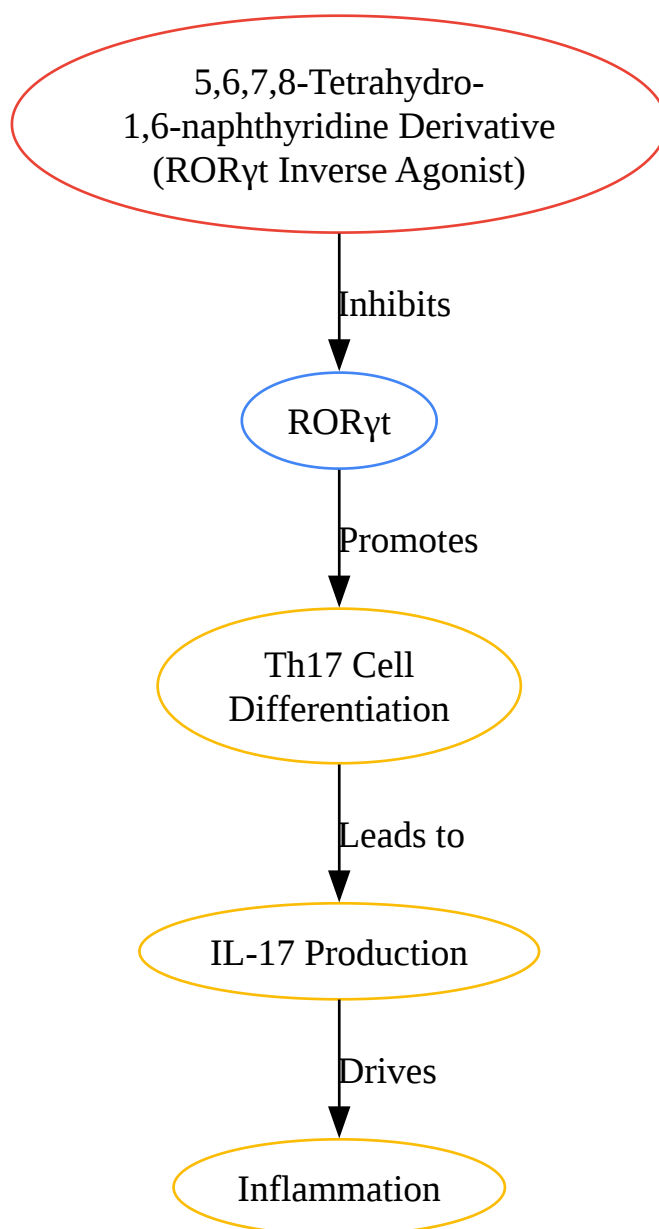 5,6,7,8-Tetrahydro-
1,6-naphthyridine Derivative
(RORγt Inverse Agonist)
Inhibits
RORγt
Promotes
Th17 Cell
Differentiation
Leads to
IL-17 Production
Drives
Inflammation